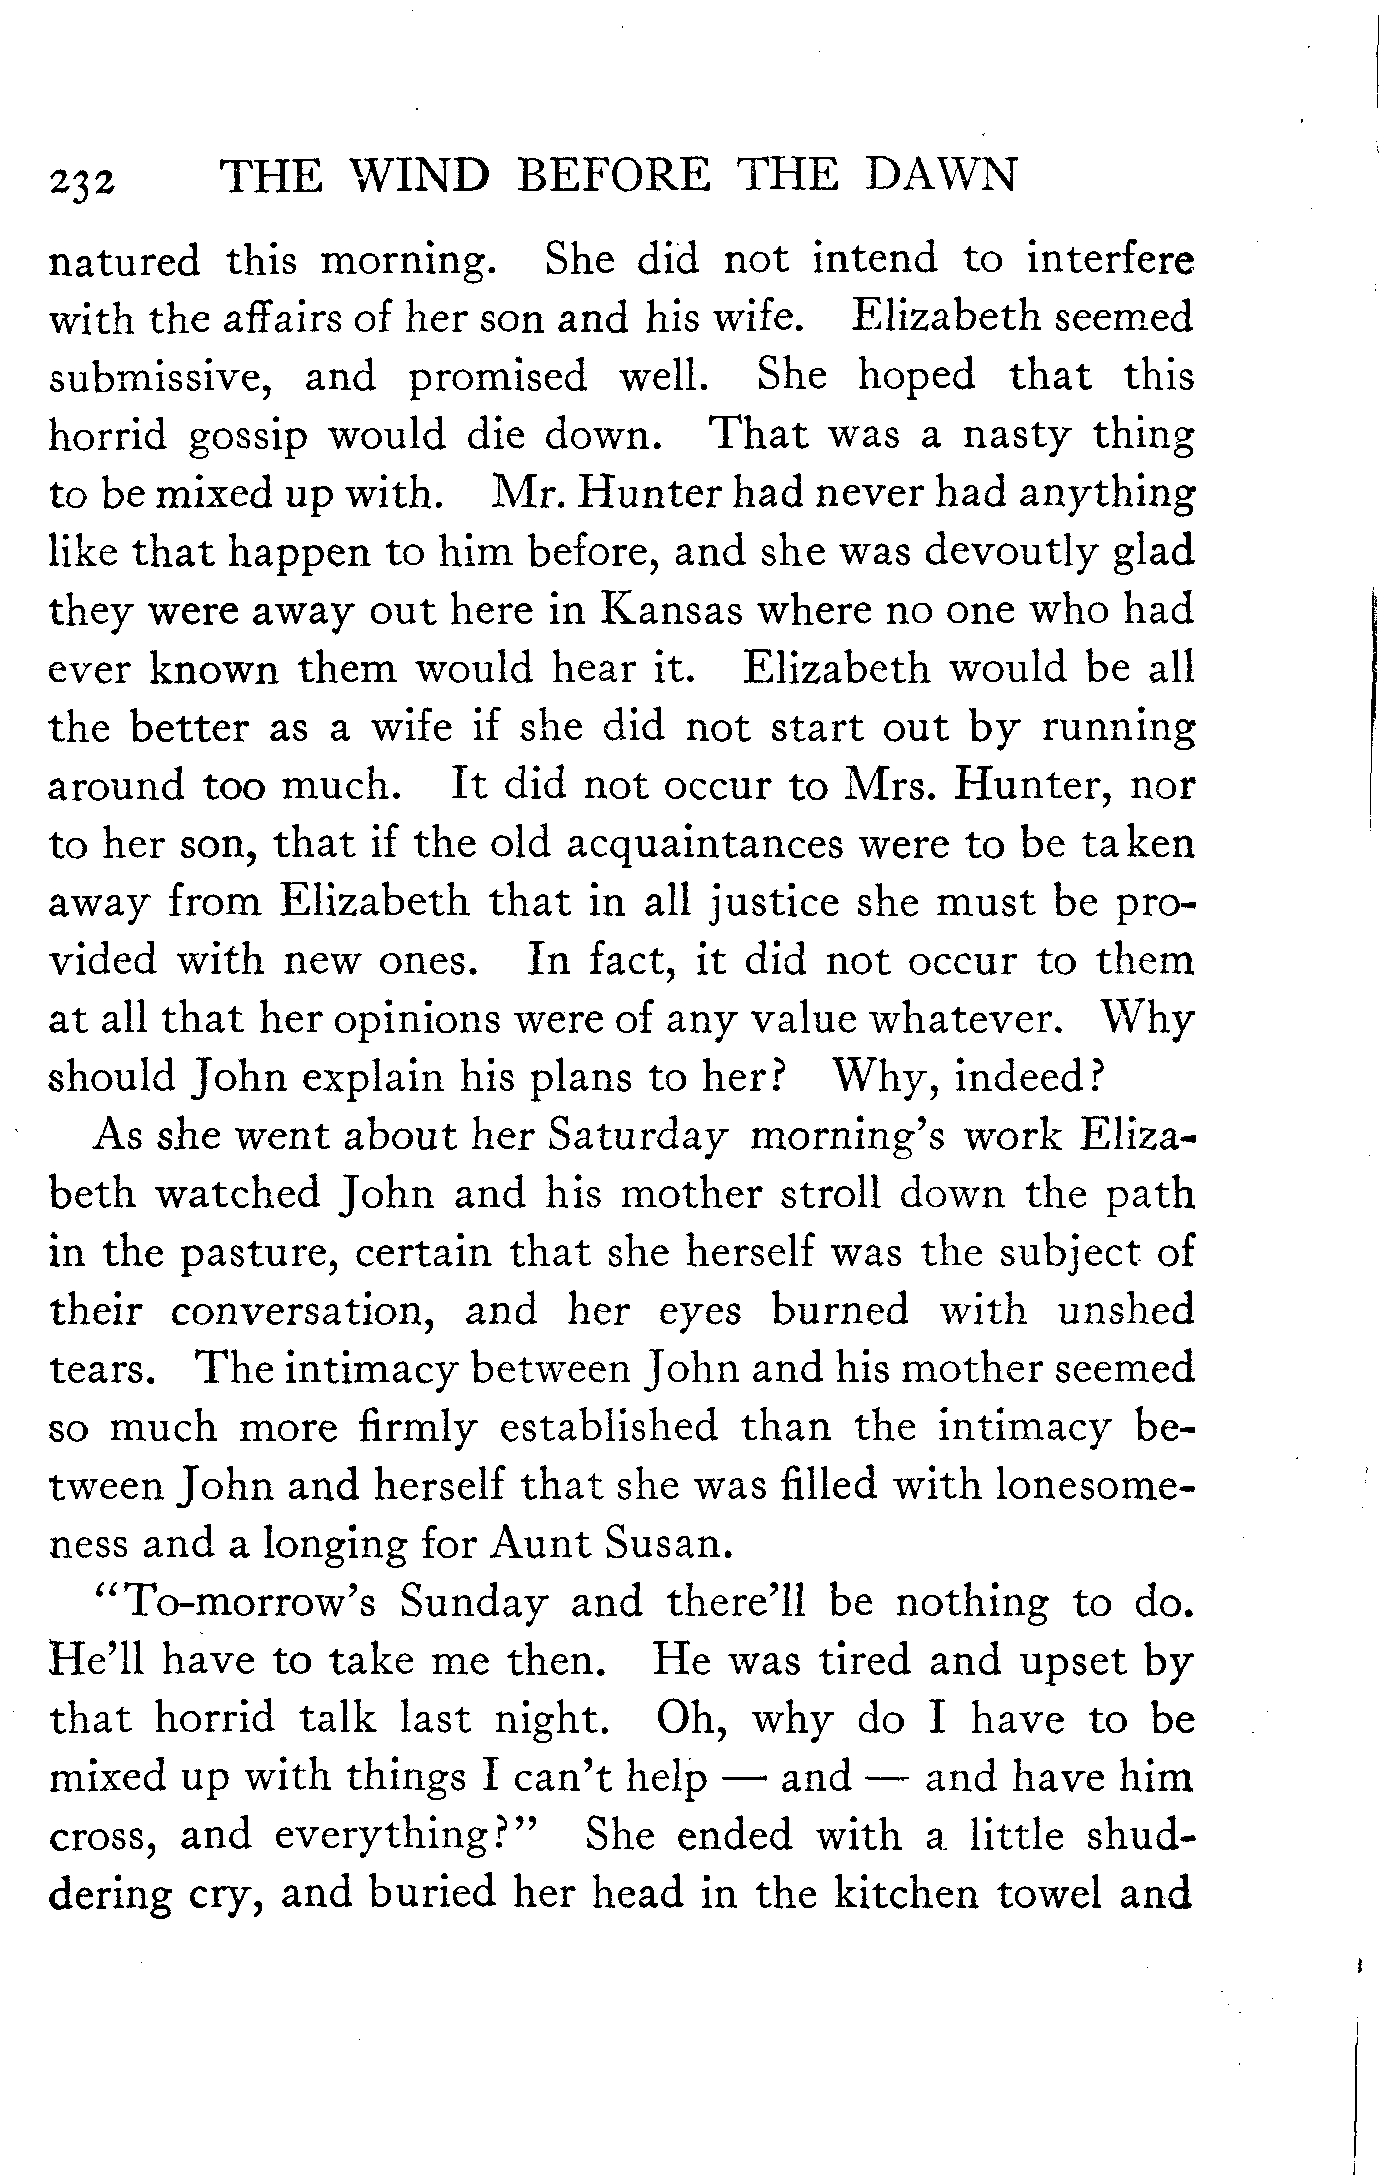 232 THE WIND BEFORE THE DAWN
natured this morning. She did not intend to interfere
with the affairs of her son and his wife. Elizabeth seemed
submissive, and promised well. She hoped that this
horrid gossip would die down. That was a nasty thing
to be mixed up with. Mr. Hunter had never had anything
like that happen to him before, and she was devoutly glad
they were away out here in Kansas where no one who had
ever known them would hear it. Elizabeth would be all
the better as a wife if she did not start out by running
around too much. It did not occur to Mrs. Hunter, nor
to her son, that if the old acquaintances were to be taken
away from Elizabeth that in all justice she must be pro-
vided with new ones. In fact, it did not occur to them
at all that her opinions were of any value whatever. Why
should John explain his plans to her? Why, indeed?
As she went about her Saturday morning's work Eliza-
beth watched John and his mother stroll down the path
in the pasture, certain that she herself was the subject of
their conversation, and her eyes burned with unshed
tears. The intimacy between John and his mother seemed
so much more firmly established than the intimacy be-
tween John and herself that she was filled with lonesome-
ness and a longing for Aunt Susan.
"To-morrow's Sunday and there'll be nothing to do.
He'll have to take me then. He was tired and upset by
that horrid talk last night. Oh, why do I have to be
mixed up with things I can't help — and — and have him
cross, and everything?" She ended with a little shud-
dering cry, and buried her head in the kitchen towel and